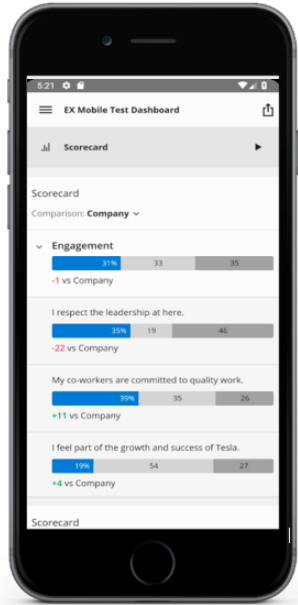 5:21
EX Mobile Test Dashboard
Scorecard
Scorecard
Comparison: Company
Engagement
31% 33 35
-1 vs Company
I respect the leadership at here.
35% 19 46
-22 vs Company
My co-workers are committed to quality work.
39% 35 26
+11 vs Company
I feel part of the growth and success of Tesla.
19% 54 27
+4 vs Company
Scorecard